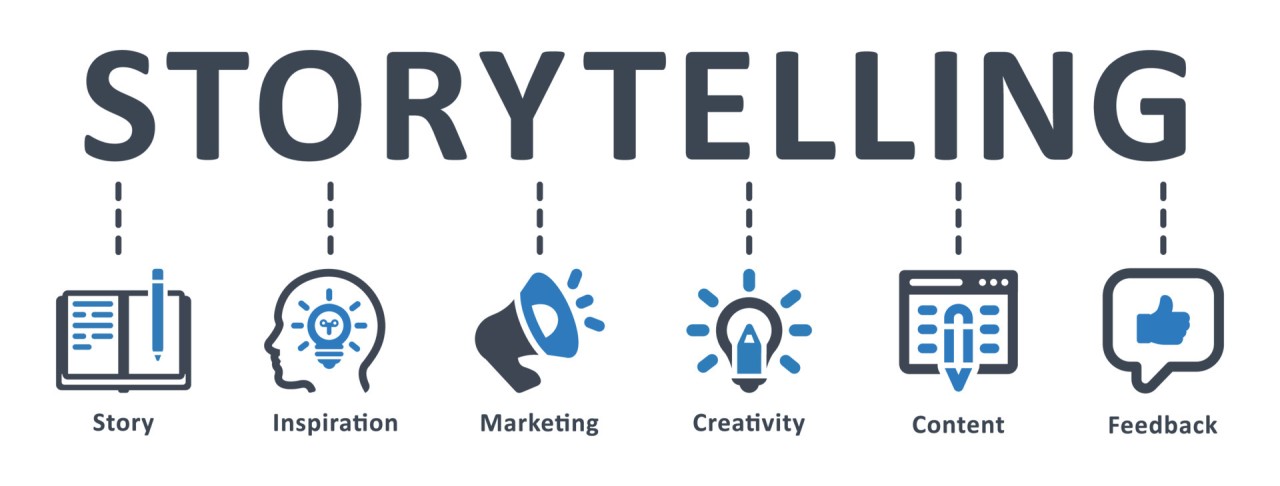 STORYTELLING
Story Inspiration Marketing Creativity Content Feedback